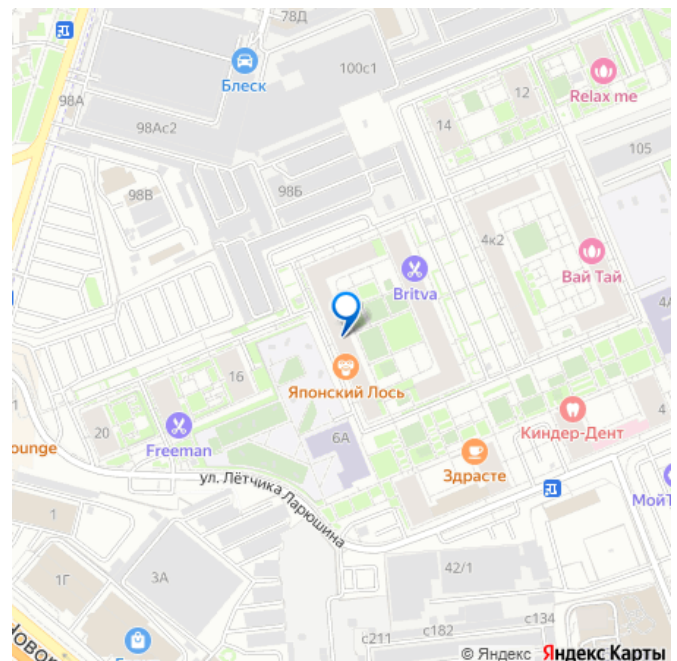 78Д
Блеск
100с1
98А
98Ас2
12
Relax me
14
105
98В
98Б
4к2
Britva
Вай Тай
4А
Японский Лось
16
20
Freeman
6А
Киндер-Дент
4
ounge
1
Здрасте
ул. Лётчика Ларюшина
МойТ
1
3А
1Г
42/1
с134
с182
с211
Новор
© Яндекс Яндекс Карты